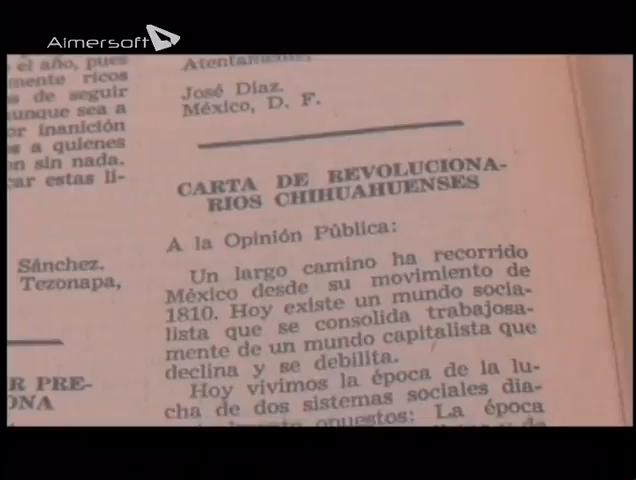 Aimersoft
el año, pues
mente ricos
de seguir
unque sea a
or inanición
a quienes
on sin nada.
ar estas li-
Sánchez.
Tezonapa,
R PRE-
ONA
Atentamente,
José Díaz.
México, D. F.
CARTA DE REVOLUCIONA-
RIOS CHIHUAHUENSES
A la Opinión Pública:
Un largo camino ha recorrido
México desde su movimiento de
1810. Hoy existe un mundo socia-
lista que se consolida trabajosa-
mente de un mundo capitalista que
declina y se debilita.
Hoy vivimos la época de la lu-
cha de dos sistemas sociales dia-
opuestos: La época